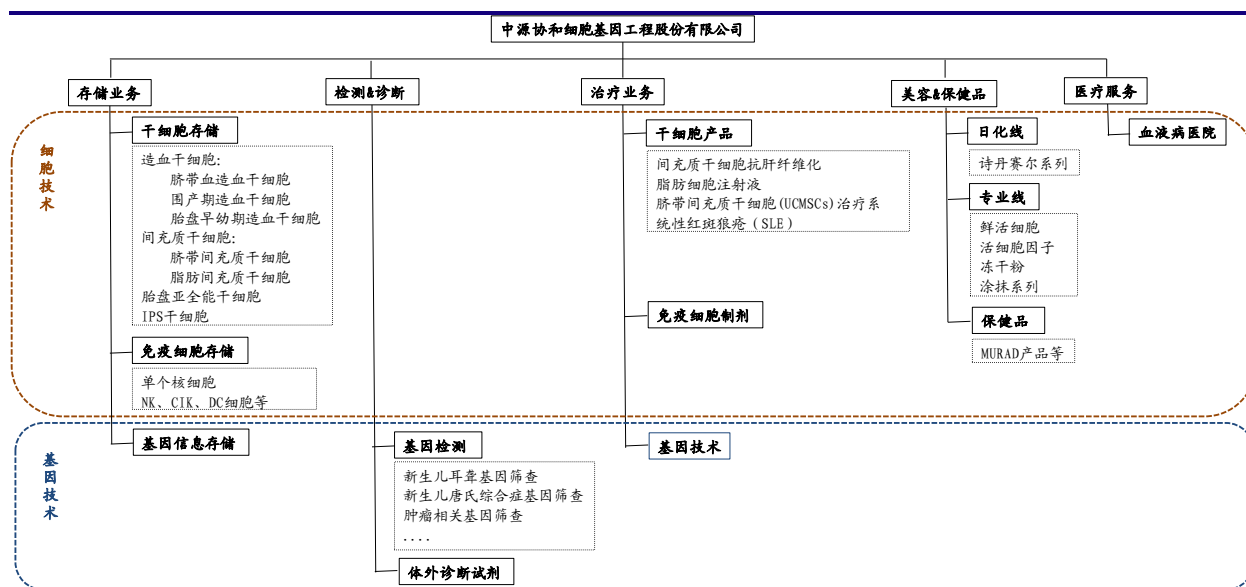 中源协和细胞基因工程股份有限公司
存储业务
检测&诊断
治疗业务
美容&保健品
医疗服务
细胞技术
干细胞存储
造血干细胞:
脐带血造血干细胞
围产期造血干细胞
胎盘早幼期造血干细胞
间充质干细胞:
脐带间充质干细胞
脂肪间充质干细胞
胎盘亚全能干细胞
IPS干细胞
免疫细胞存储
单个核细胞
NK、CIK、DC细胞等
干细胞产品
间充质干细胞抗肝纤维化
脂肪细胞注射液
脐带间充质干细胞(UCMSCs)治疗系
统性红斑狼疮（SLE）
免疫细胞制剂
日化线
诗丹赛尔系列
专业线
鲜活细胞
活细胞因子
冻干粉
涂抹系列
保健品
MURAD产品等
血液病医院
基因技术
基因信息存储
基因检测
新生儿耳聋基因筛查
新生儿唐氏综合症基因筛查
肿瘤相关基因筛查
....
体外诊断试剂
基因技术